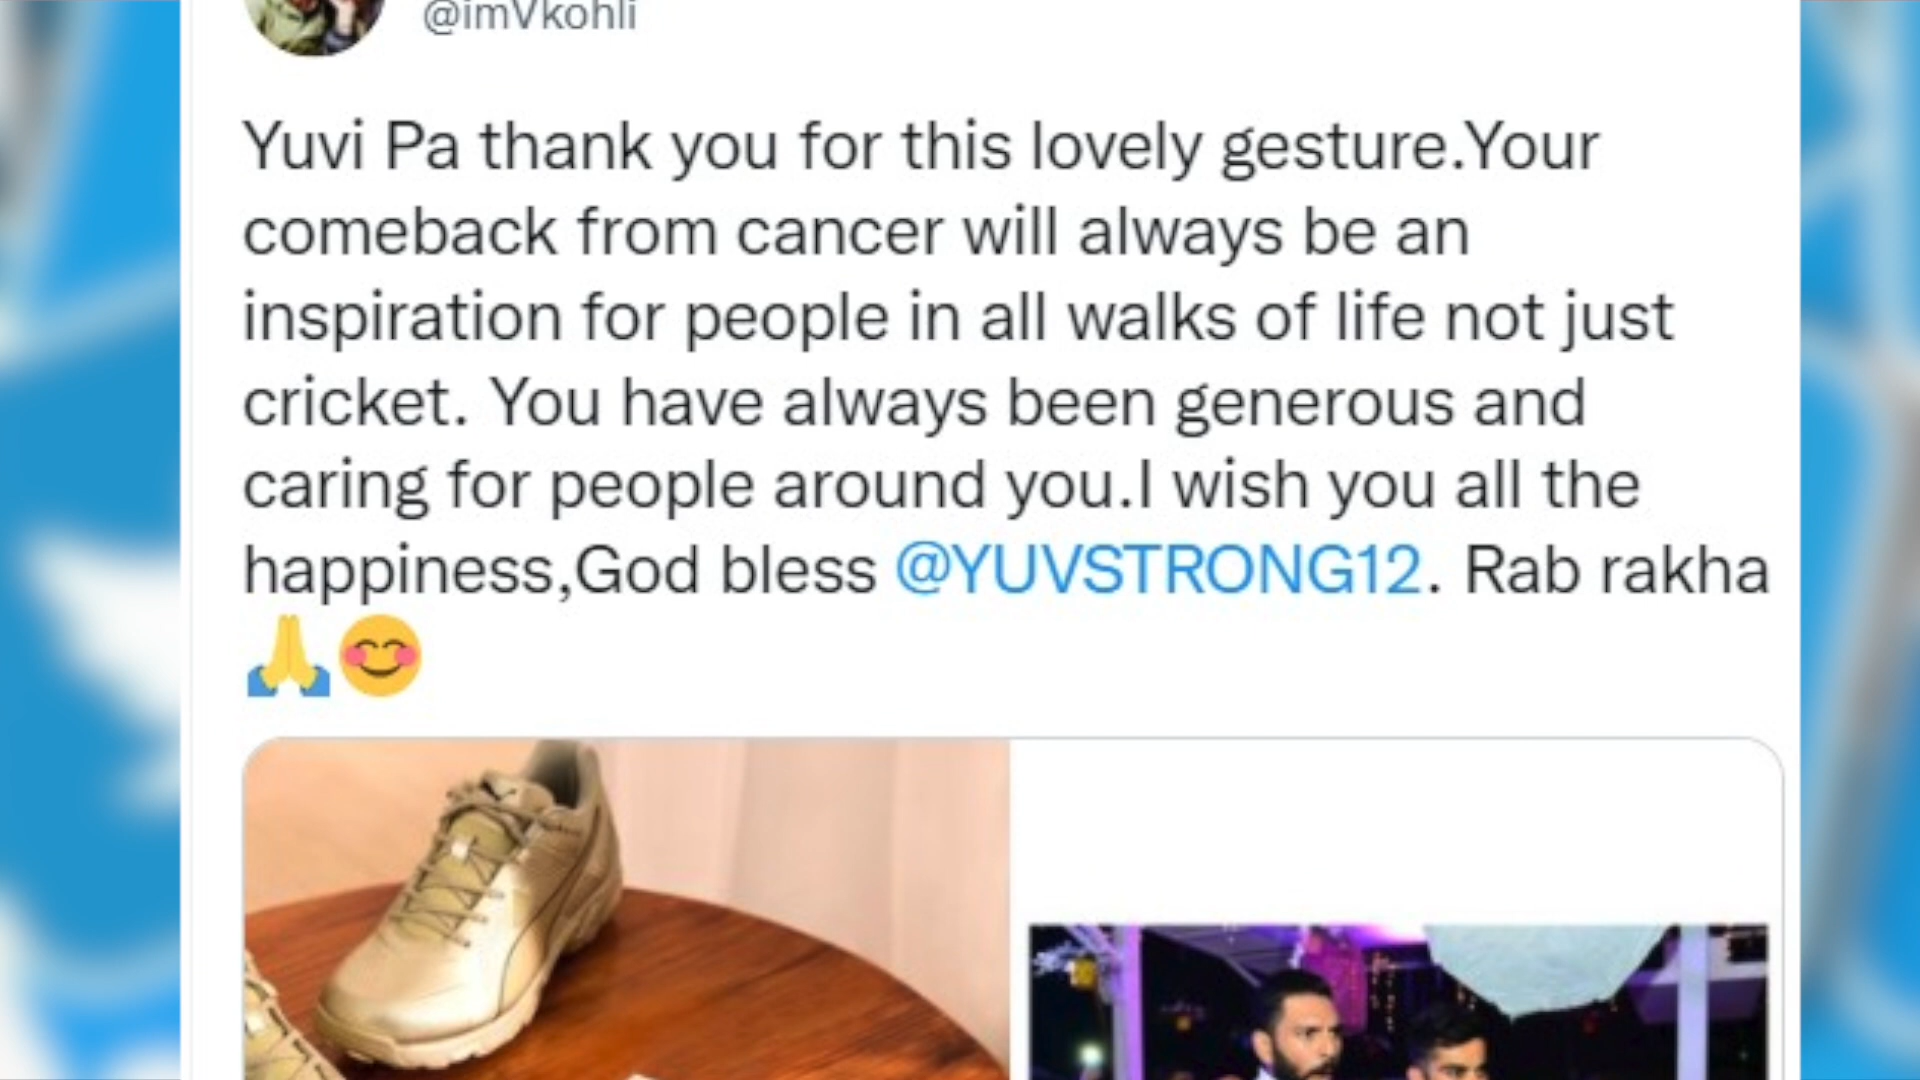 @imVkohli
Yuvi Pa thank you for this lovely gesture.Your
comeback from cancer will always be an
inspiration for people in all walks of life not just
cricket. You have always been generous and
caring for people around you.I wish you all the
happiness,God bless @YUVSTRONG12. Rab rakha
🙏😊